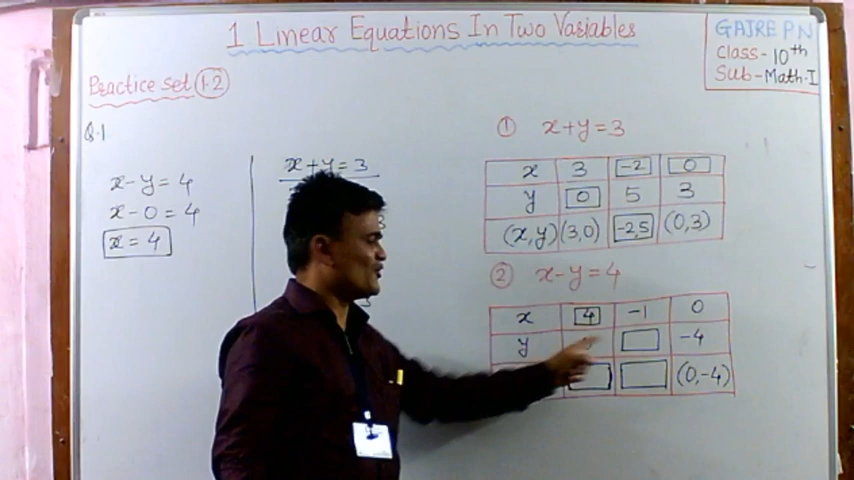 1 Linear Equations In Two Variables
GAJRE P N
Class- 10th
Sub-Math-I
Practice set 1.2
Q.1
x-y=4
x-0=4
x=4
x+y=3
3
① x+y=3
x 3 -2 0
y 0 5 3
(x,y) (3,0) -2,5 (0,3)
② x-y=4
x 4 -1 0
y -4
(0,-4)